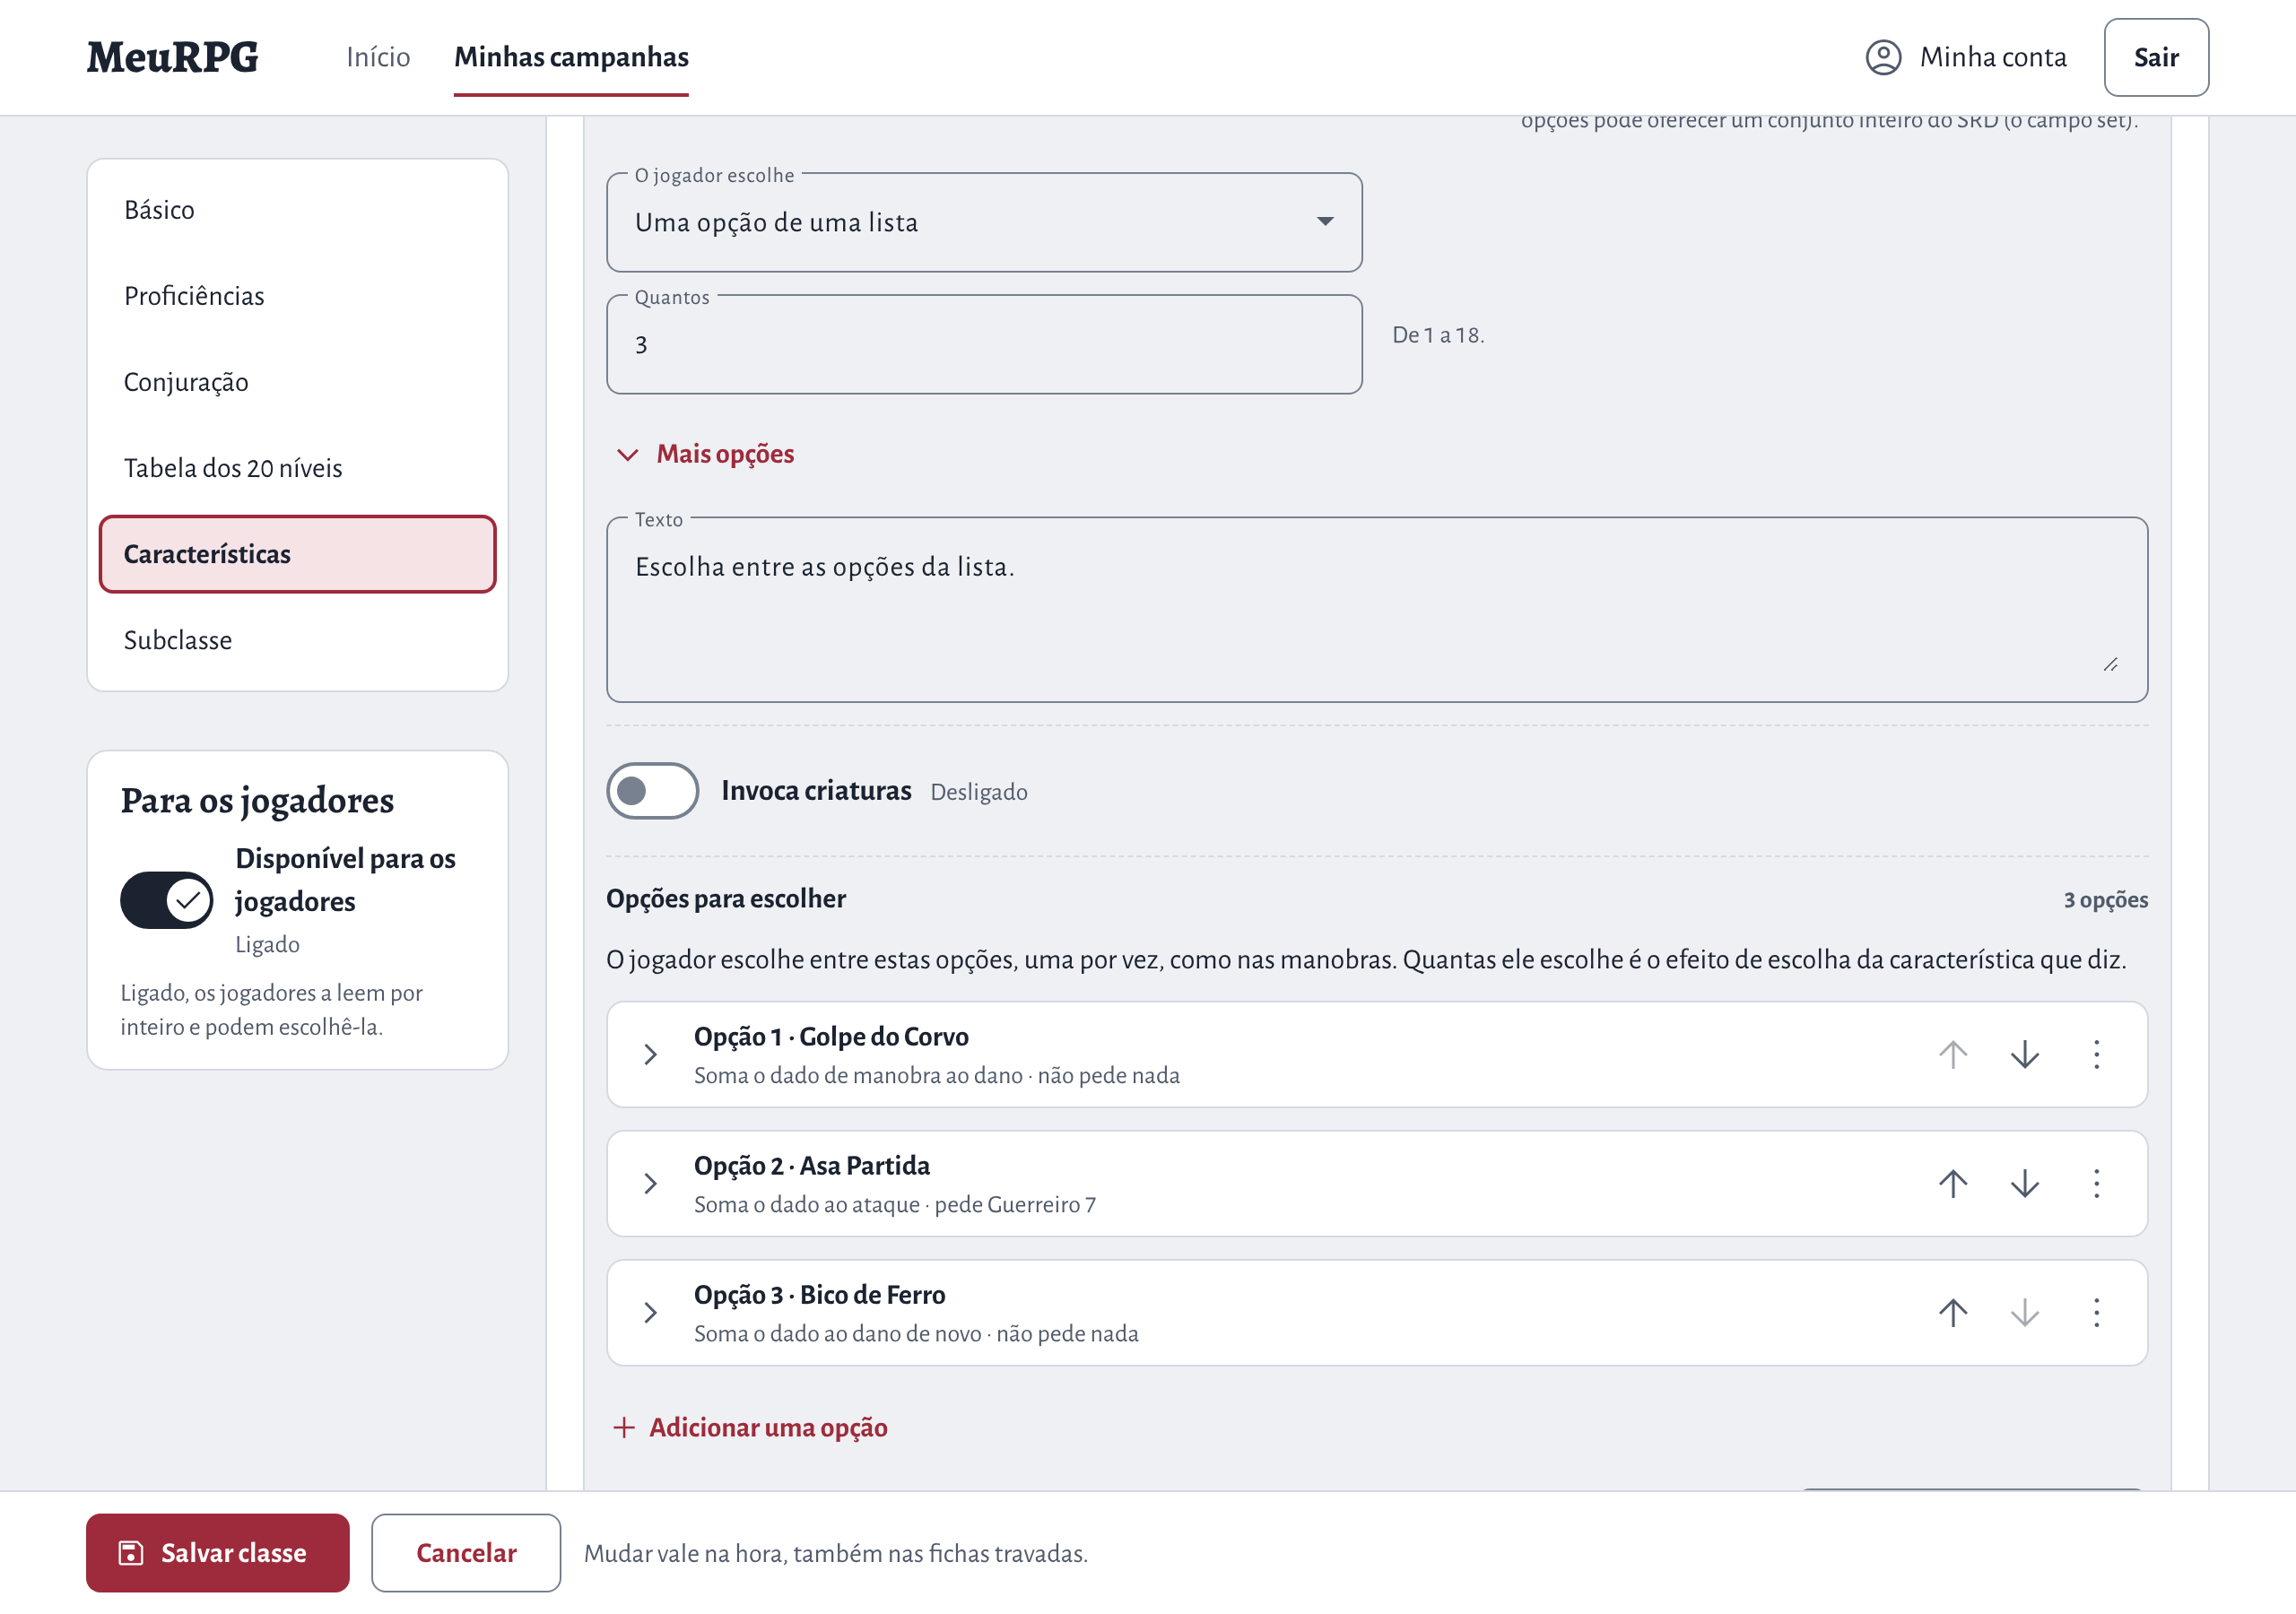 MeuRPG
Início
Minhas campanhas
Minha conta
Sair
Básico
Proficiências
Conjuração
Tabela dos 20 níveis
Características
Subclasse
Para os jogadores
Disponível para os
jogadores
Ligado
Ligado, os jogadores a leem por
inteiro e podem escolhê-la.
opções pode oferecer um conjunto inteiro do SRD (o campo set).
O jogador escolhe
Uma opção de uma lista
Quantos
3
De 1 a 18.
Mais opções
Texto
Escolha entre as opções da lista.
Invoca criaturas
Desligado
Opções para escolher
3 opções
O jogador escolhe entre estas opções, uma por vez, como nas manobras. Quantas ele escolhe é o efeito de escolha da característica que diz.
Opção 1 · Golpe do Corvo
Soma o dado de manobra ao dano · não pede nada
Opção 2 · Asa Partida
Soma o dado ao ataque · pede Guerreiro 7
Opção 3 · Bico de Ferro
Soma o dado ao dano de novo · não pede nada
Adicionar uma opção
Salvar classe
Cancelar
Mudar vale na hora, também nas fichas travadas.